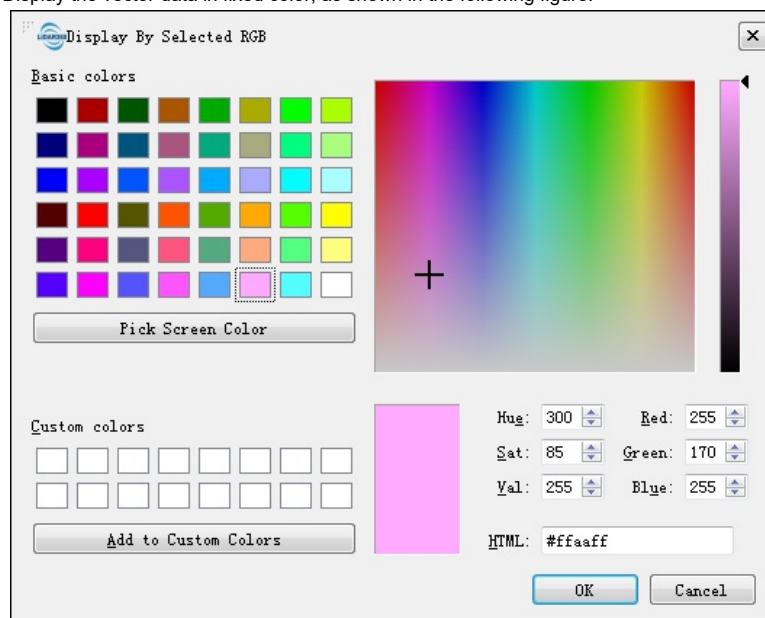 Display the vector data in fixed color, as shown in the following figure.
Display By Selected RGB
Basic colors
Pick Screen Color
Custom colors
Add to Custom Colors
Hue: 300 Red: 255
Sat: 85 Green: 170
Val: 255 Blue: 255
HTML: #ffaaff
OK Cancel